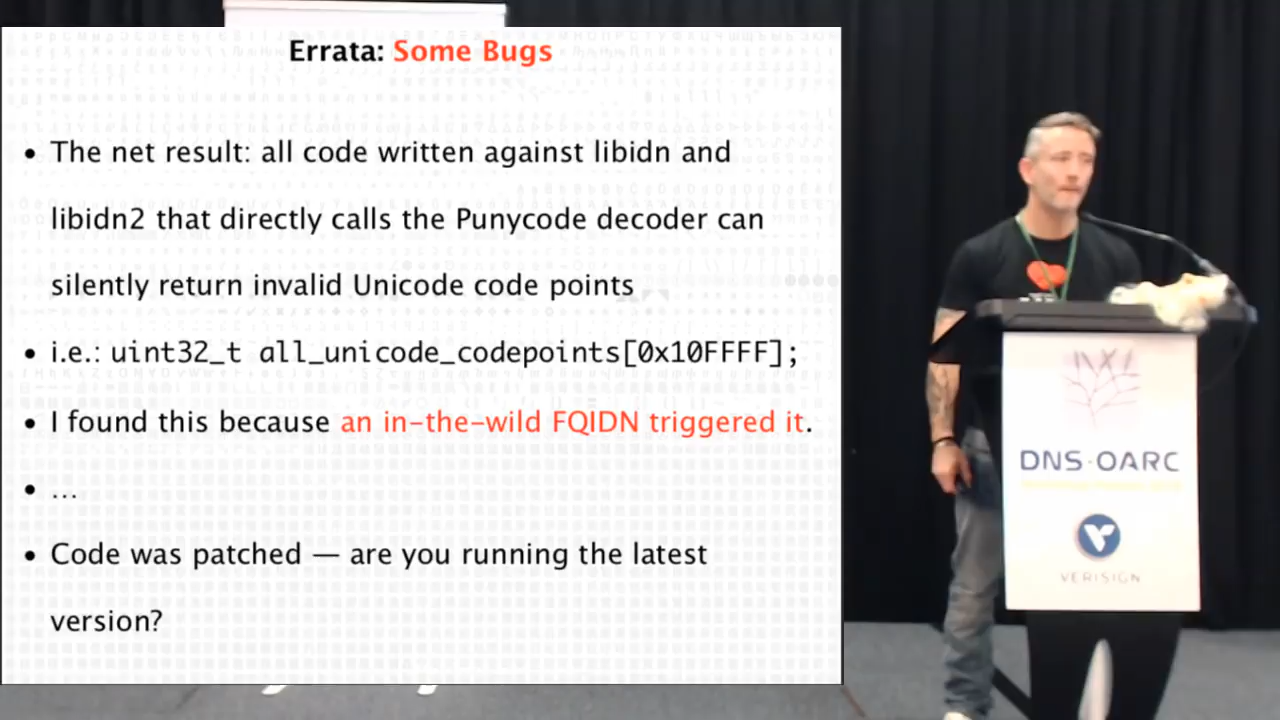 Errata: Some Bugs
• The net result: all code written against libidn and
libidn2 that directly calls the Punycode decoder can
silently return invalid Unicode code points
• i.e.: uint32_t all_unicode_codepoints[0x10FFFF];
• I found this because an in-the-wild FQIDN triggered it.
• …
• Code was patched — are you running the latest
version?
DNS-OARC
VERISIGN